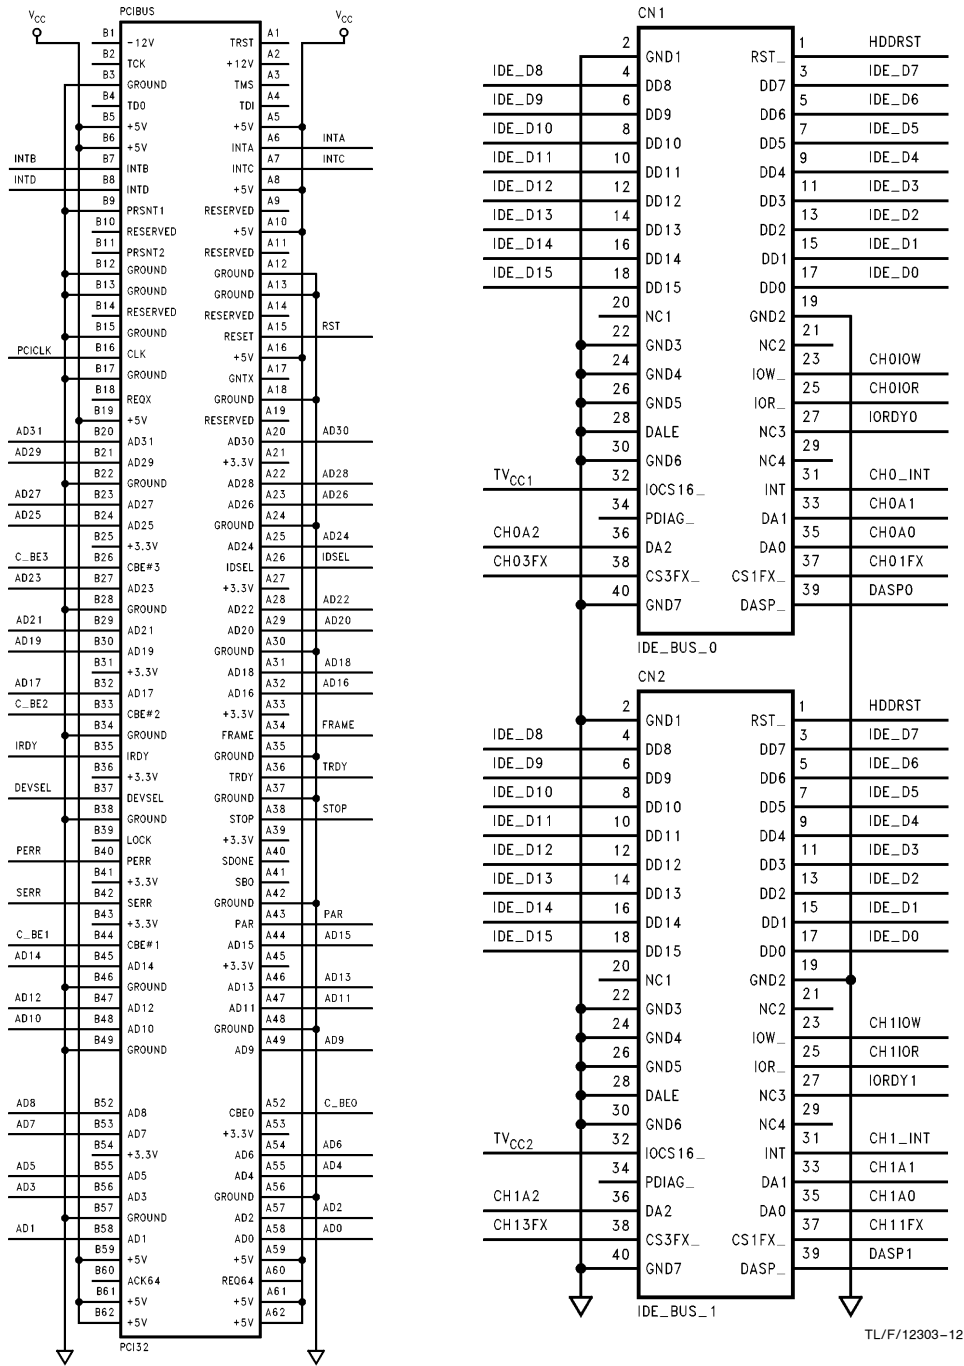 V_CC PCIBUS V_CC
B1 -12V TRST A1
B2 TCK +12V A2
B3 GROUND TMS A3
B4 TD0 TDI A4
B5 +5V +5V A5
B6 +5V INTA A6 INTA
INTB B7 INTB INTC A7 INTC
INTD B8 INTD +5V A8
B9 PRSNT1 RESERVED A9
B10 RESERVED +5V A10
B11 PRSNT2 RESERVED A11
B12 GROUND GROUND A12
B13 GROUND GROUND A13
B14 RESERVED RESERVED A14
B15 GROUND RESET A15 RST
PCICLK B16 CLK +5V A16
B17 GROUND GNTX A17
B18 REQX GROUND A18
B19 +5V RESERVED A19
AD31 B20 AD31 AD30 A20 AD30
AD29 B21 AD29 +3.3V A21
B22 GROUND AD28 A22 AD28
AD27 B23 AD27 AD26 A23 AD26
AD25 B24 AD25 GROUND A24
B25 +3.3V AD24 A25 AD24
C_BE3 B26 CBE#3 IDSEL A26 IDSEL
AD23 B27 AD23 +3.3V A27
B28 GROUND AD22 A28 AD22
AD21 B29 AD21 AD20 A29 AD20
AD19 B30 AD19 GROUND A30
B31 +3.3V AD18 A31 AD18
AD17 B32 AD17 AD16 A32 AD16
C_BE2 B33 CBE#2 +3.3V A33
B34 GROUND FRAME A34 FRAME
IRDY B35 IRDY GROUND A35
B36 +3.3V TRDY A36 TRDY
DEVSEL B37 DEVSEL GROUND A37
B38 GROUND STOP A38 STOP
B39 LOCK +3.3V A39
PERR B40 PERR SDONE A40
B41 +3.3V SBO A41
SERR B42 SERR GROUND A42
B43 +3.3V PAR A43 PAR
C_BE1 B44 CBE#1 AD15 A44 AD15
AD14 B45 AD14 +3.3V A45
B46 GROUND AD13 A46 AD13
AD12 B47 AD12 AD11 A47 AD11
AD10 B48 AD10 GROUND A48
B49 GROUND AD9 A49 AD9
AD8 B52 AD8 CBE0 A52 C_BE0
AD7 B53 AD7 +3.3V A53
B54 +3.3V AD6 A54 AD6
AD5 B55 AD5 AD4 A55 AD4
AD3 B56 AD3 GROUND A56
B57 GROUND AD2 A57 AD2
AD1 B58 AD1 AD0 A58 AD0
B59 +5V +5V A59
B60 ACK64 REQ64 A60
B61 +5V +5V A61
B62 +5V +5V A62
PCI32
CN1
2 GND1 RST_ 1 HDDRST
IDE_D8 4 DD8 DD7 3 IDE_D7
IDE_D9 6 DD9 DD6 5 IDE_D6
IDE_D10 8 DD10 DD5 7 IDE_D5
IDE_D11 10 DD11 DD4 9 IDE_D4
IDE_D12 12 DD12 DD3 11 IDE_D3
IDE_D13 14 DD13 DD2 13 IDE_D2
IDE_D14 16 DD14 DD1 15 IDE_D1
IDE_D15 18 DD15 DD0 17 IDE_D0
20 NC1 GND2 19
22 GND3 NC2 21
24 GND4 IOW_ 23 CH0IOW
26 GND5 IOR_ 25 CH0IOR
28 DALE NC3 27 IORDY0
30 GND6 NC4 29
TV_CC1 32 IOCS16_ INT 31 CH0_INT
34 PDIAG_ DA1 33 CH0A1
CH0A2 36 DA2 DA0 35 CH0A0
CH03FX 38 CS3FX_ CS1FX_ 37 CH01FX
40 GND7 DASP_ 39 DASP0
IDE_BUS_0
CN2
2 GND1 RST_ 1 HDDRST
IDE_D8 4 DD8 DD7 3 IDE_D7
IDE_D9 6 DD9 DD6 5 IDE_D6
IDE_D10 8 DD10 DD5 7 IDE_D5
IDE_D11 10 DD11 DD4 9 IDE_D4
IDE_D12 12 DD12 DD3 11 IDE_D3
IDE_D13 14 DD13 DD2 13 IDE_D2
IDE_D14 16 DD14 DD1 15 IDE_D1
IDE_D15 18 DD15 DD0 17 IDE_D0
20 NC1 GND2 19
22 GND3 NC2 21
24 GND4 IOW_ 23 CH1IOW
26 GND5 IOR_ 25 CH1IOR
28 DALE NC3 27 IORDY1
30 GND6 NC4 29
TV_CC2 32 IOCS16_ INT 31 CH1_INT
34 PDIAG_ DA1 33 CH1A1
CH1A2 36 DA2 DA0 35 CH1A0
CH13FX 38 CS3FX_ CS1FX_ 37 CH11FX
40 GND7 DASP_ 39 DASP1
IDE_BUS_1
TL/F/12303-12